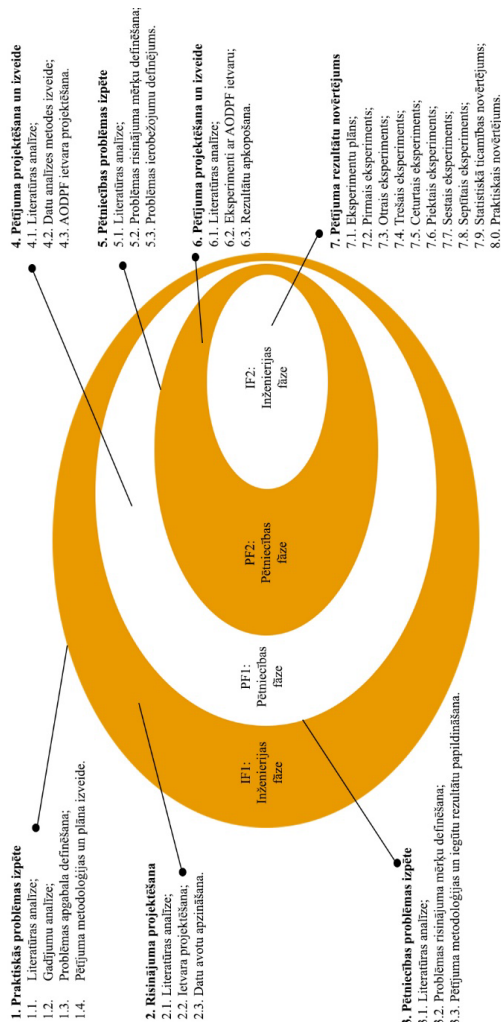 1. Praktiskās problēmas izpēte
1.1. Literatūras analīze;
1.2. Gadījumu analīze;
1.3. Problēmas apgabala definēšana;
1.4. Pētījuma metodoloģijas un plāna izveide.
2. Risinājuma projektēšana
2.1. Literatūras analīze;
2.2. Ietvara projektēšana;
2.3. Datu avotu apzināšana.
3. Pētniecības problēmas izpēte
3.1. Literatūras analīze;
3.2. Problēmas risinājuma mērķu definēšana;
3.3. Pētījuma metodoloģijas un iegūtu rezultātu papildināšana.
IF1:
Inženierijas
fāze
PF1:
Pētniecības
fāze
PF2:
Pētniecības
fāze
IF2:
Inženierijas
fāze
4. Pētījuma projektēšana un izveide
4.1. Literatūras analīze;
4.2. Datu analīzes metodes izveide;
4.3. AODPF ietvara projektēšana.
5. Pētniecības problēmas izpēte
5.1. Literatūras analīze;
5.2. Problēmas risinājuma mērķu definēšana;
5.3. Problēmas ierobežojumu definējums.
6. Pētījuma projektēšana un izveide
6.1. Literatūras analīze;
6.2. Eksperimenti ar AODPF ietvaru;
6.3. Rezultātu apkopošana.
7. Pētījuma rezultātu novērtējums
7.1. Eksperimentu plāns;
7.2. Pirmais eksperiments;
7.3. Otrais eksperiments;
7.4. Trešais eksperiments;
7.5. Ceturtais eksperiments;
7.6. Piektais eksperiments;
7.7. Sestais eksperiments;
7.8. Septītais eksperiments;
7.9. Statistiskā ticamības novērtējums;
8.0. Praktiskais novērtējums.